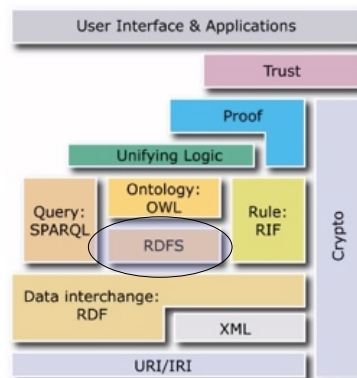 User Interface & Applications
Trust
Proof
Unifying Logic
Ontology:
OWL
Query:
SPARQL
Rule:
RIF
RDFS
Crypto
Data interchange:
RDF
XML
URI/IRI